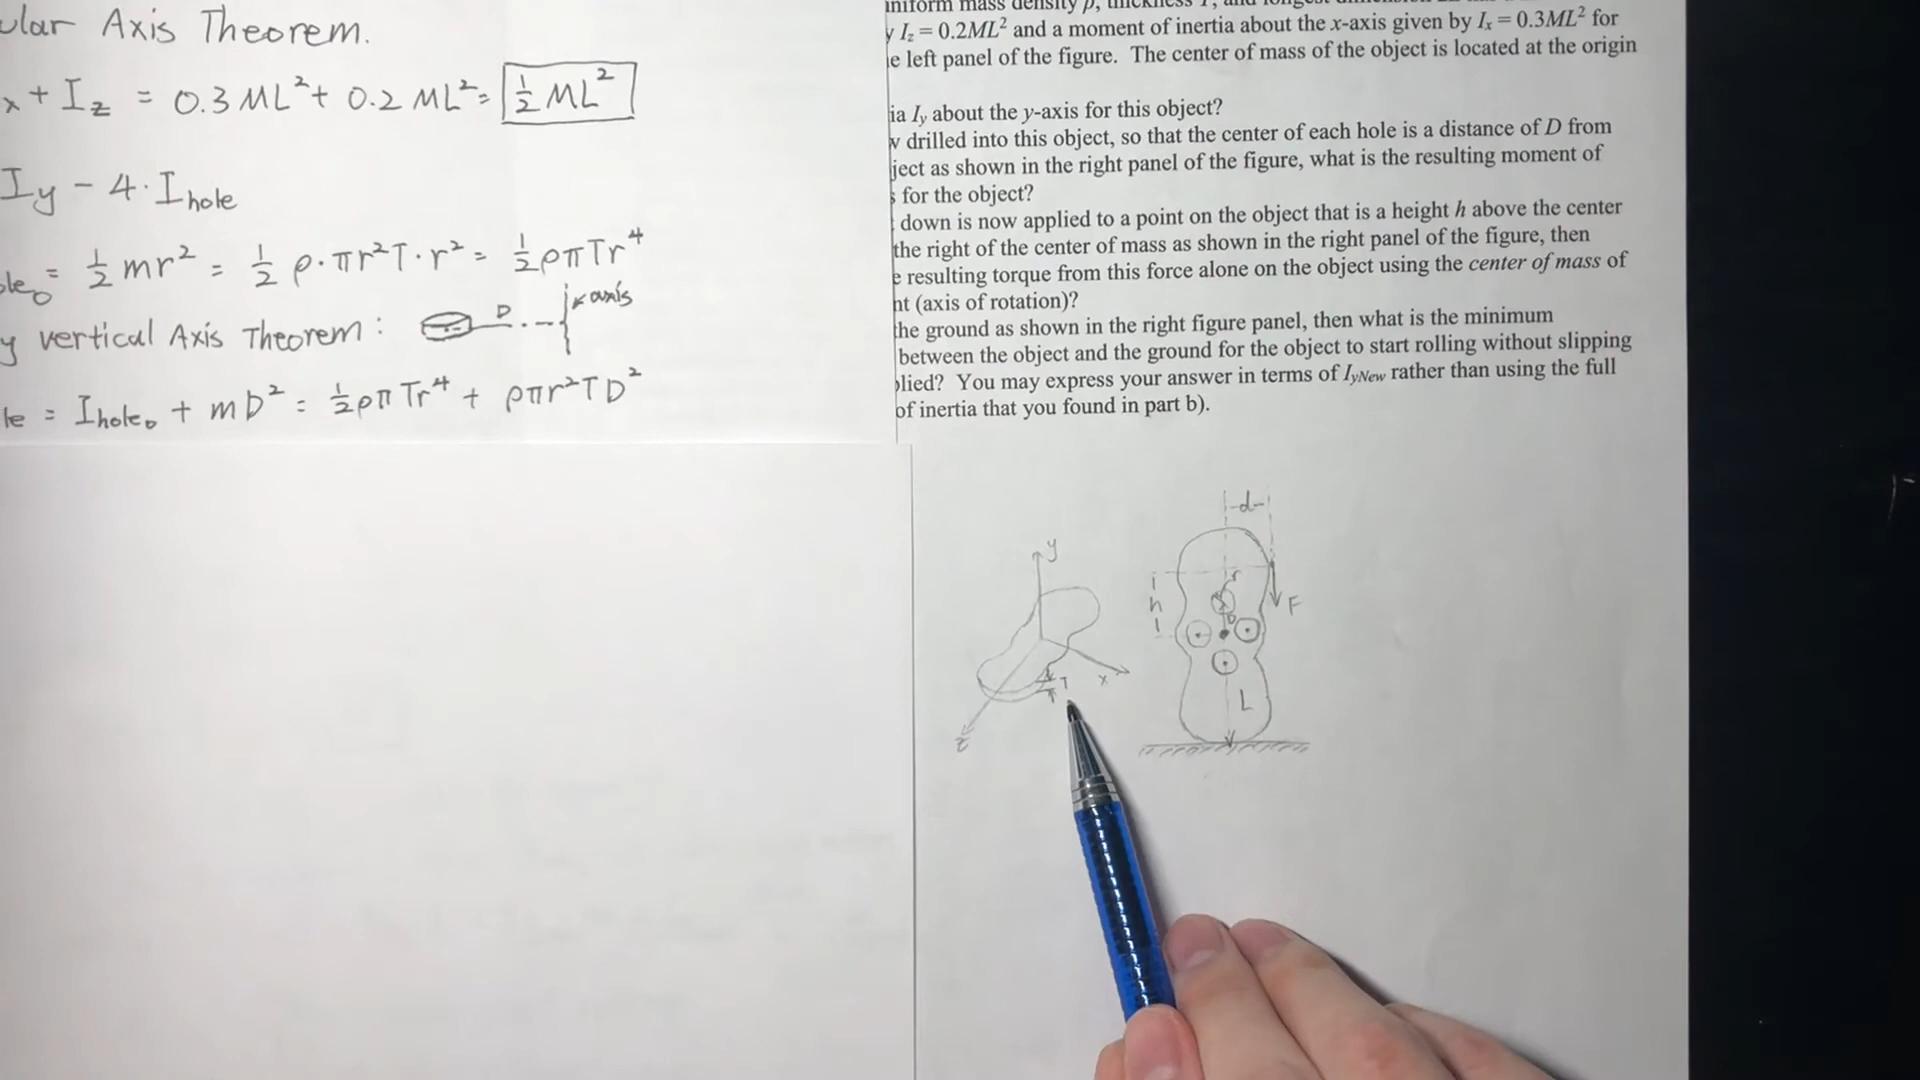 ular Axis Theorem.
x + Iz = 0.3 ML² + 0.2 ML² = ½ ML²
Iy - 4 · Ihole
ole₀ = ½ mr² = ½ ρ · πr²T · r² = ½ ρπTr⁴
y vertical Axis Theorem: D axis
le = Ihole₀ + mD² = ½ρπTr⁴ + ρπr²TD²
uniform mass density ρ, thickness T, and longest dimension
y Iz = 0.2ML² and a moment of inertia about the x-axis given by Ix = 0.3ML² for
e left panel of the figure. The center of mass of the object is located at the origin
ia Iy about the y-axis for this object?
y drilled into this object, so that the center of each hole is a distance of D from
ject as shown in the right panel of the figure, what is the resulting moment of
s for the object?
down is now applied to a point on the object that is a height h above the center
the right of the center of mass as shown in the right panel of the figure, then
e resulting torque from this force alone on the object using the center of mass of
nt (axis of rotation)?
the ground as shown in the right figure panel, then what is the minimum
between the object and the ground for the object to start rolling without slipping
plied? You may express your answer in terms of IyNew rather than using the full
of inertia that you found in part b).
y
x
T
z
d
r
h
F
D
L